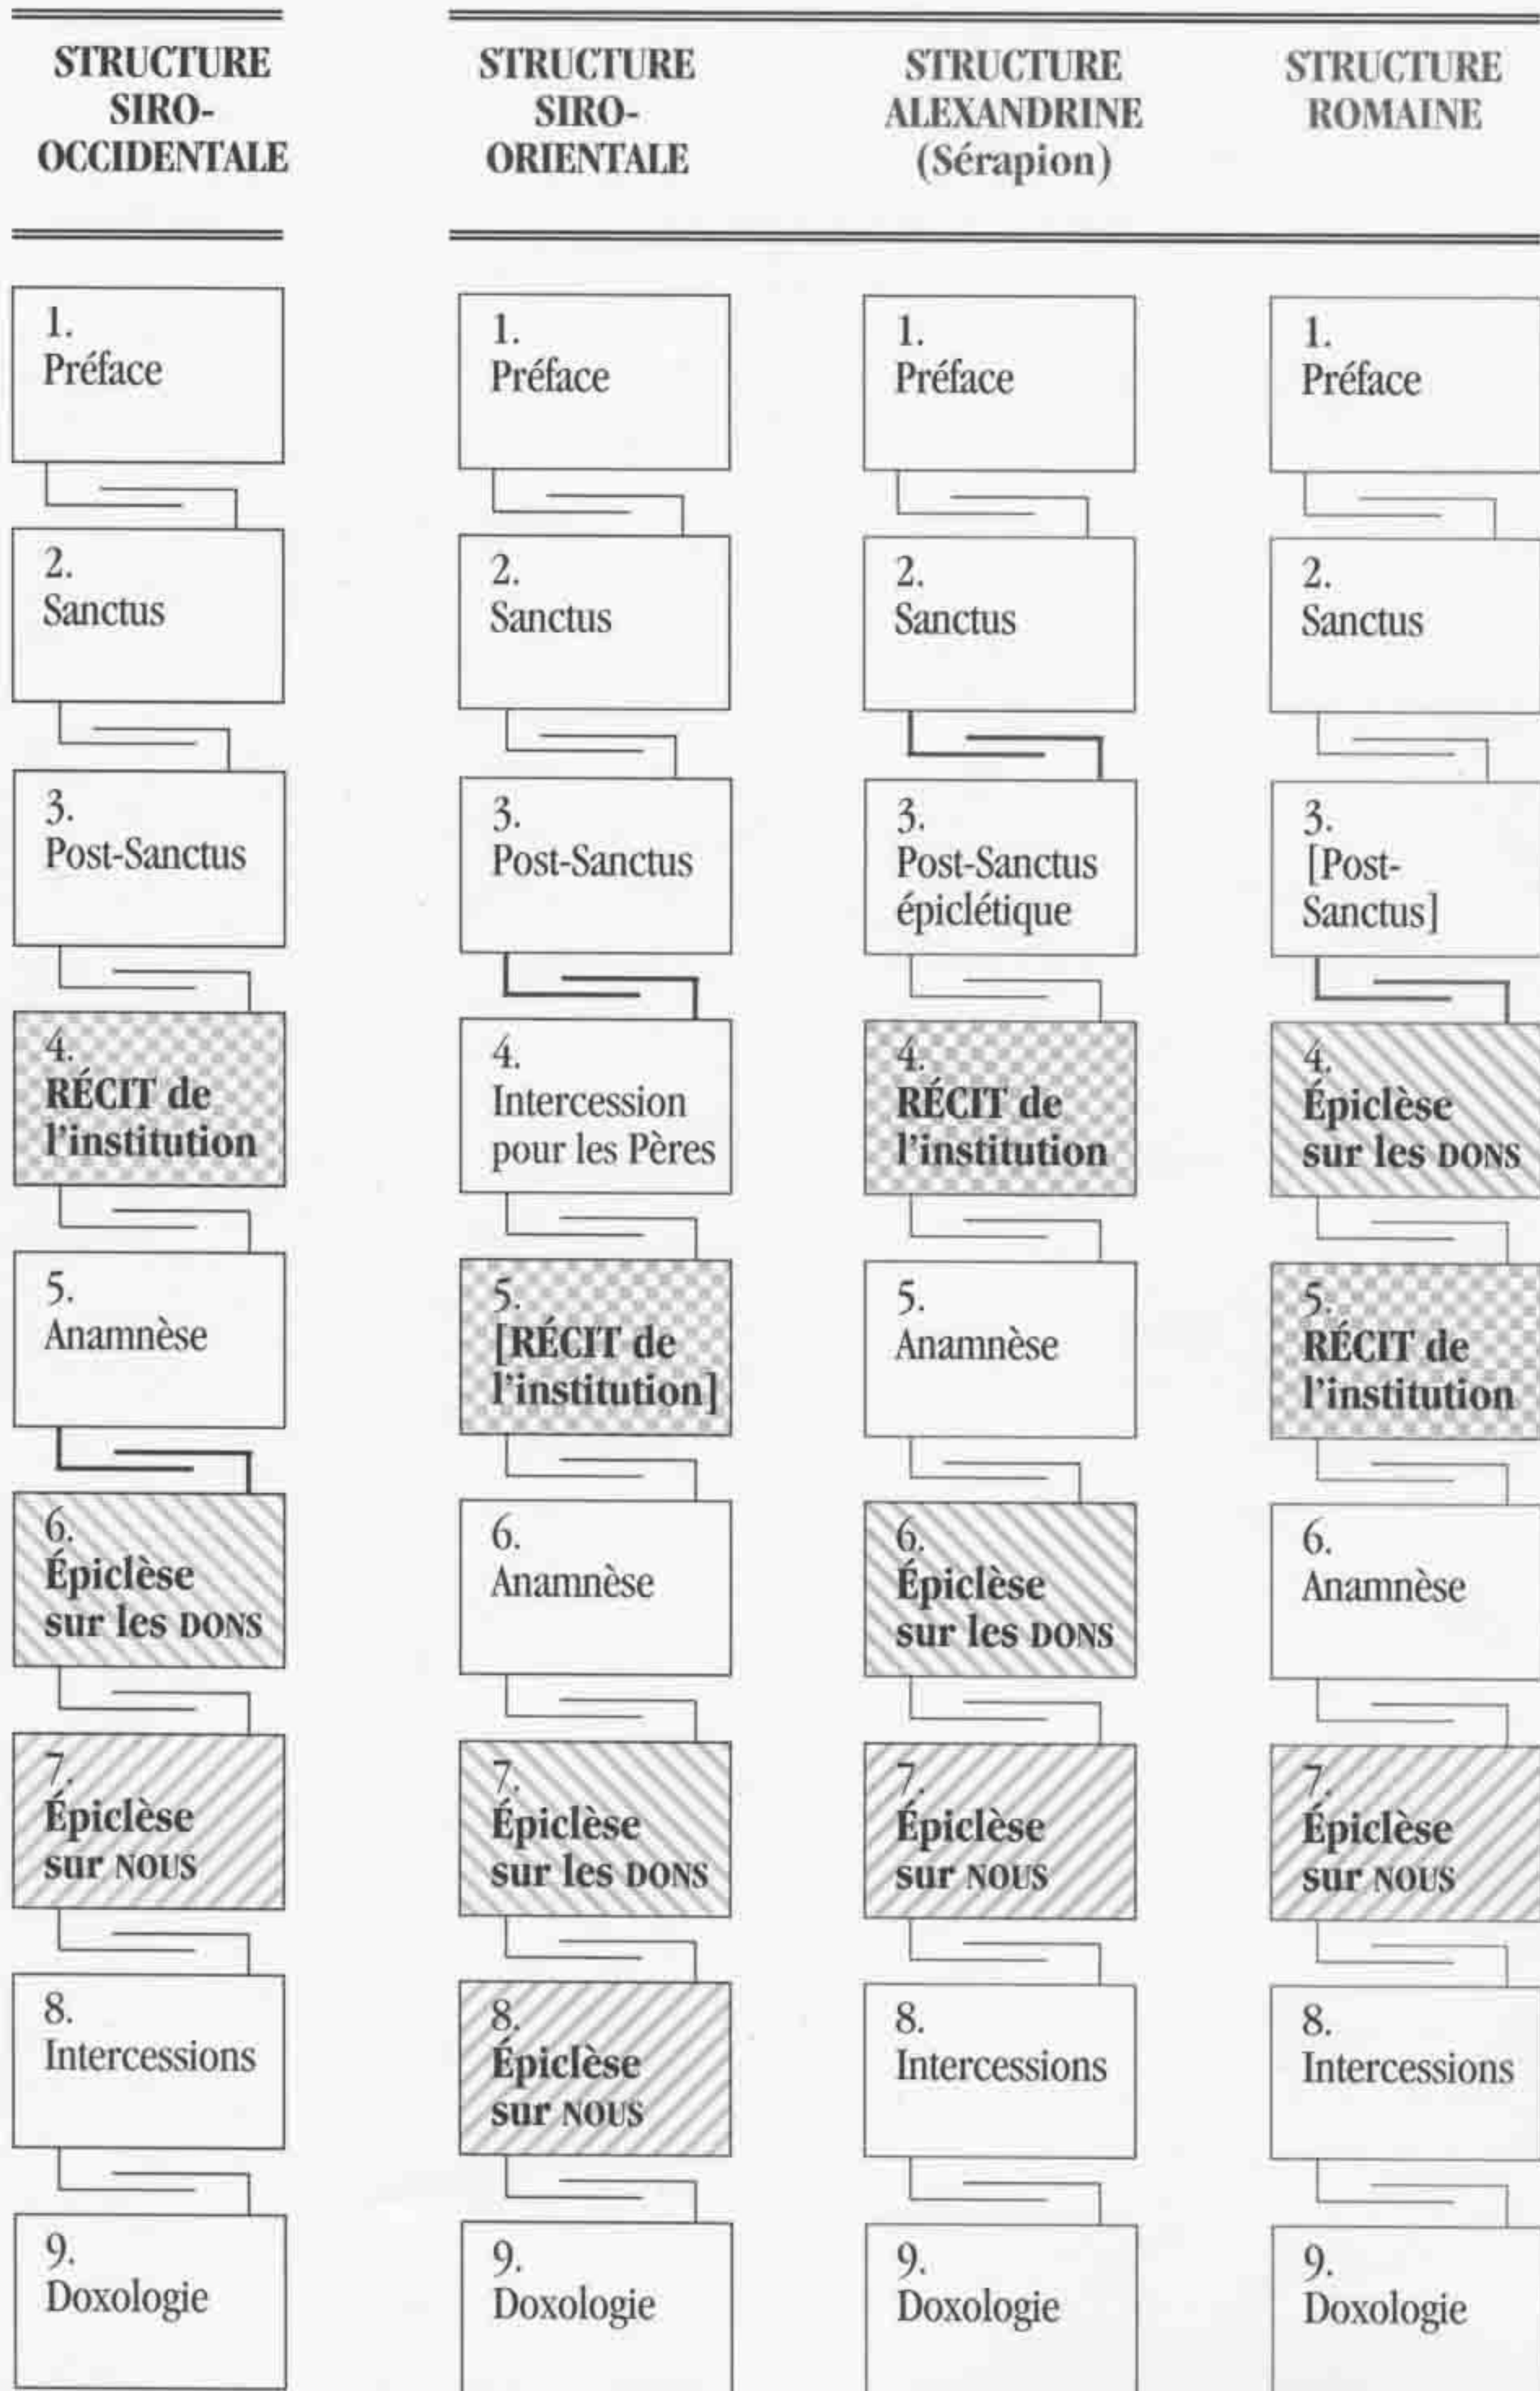 STRUCTURE
SIRO-
OCCIDENTALE
1.
Préface
2.
Sanctus
3.
Post-Sanctus
4.
RÉCIT de
l'institution
5.
Anamnèse
6.
Épiclèse
sur les DONS
7.
Épiclèse
sur NOUS
8.
Intercessions
9.
Doxologie
STRUCTURE
SIRO-
ORIENTALE
1.
Préface
2.
Sanctus
3.
Post-Sanctus
4.
Intercession
pour les Pères
5.
[RÉCIT de
l'institution]
6.
Anamnèse
7.
Épiclèse
sur les DONS
8.
Épiclèse
sur NOUS
9.
Doxologie
STRUCTURE
ALEXANDRINE
(Sérapion)
1.
Préface
2.
Sanctus
3.
Post-Sanctus
épiclétique
4.
RÉCIT de
l'institution
5.
Anamnèse
6.
Épiclèse
sur les DONS
7.
Épiclèse
sur NOUS
8.
Intercessions
9.
Doxologie
STRUCTURE
ROMAINE
1.
Préface
2.
Sanctus
3.
[Post-
Sanctus]
4.
Épiclèse
sur les DONS
5.
RÉCIT de
l'institution
6.
Anamnèse
7.
Épiclèse
sur NOUS
8.
Intercessions
9.
Doxologie